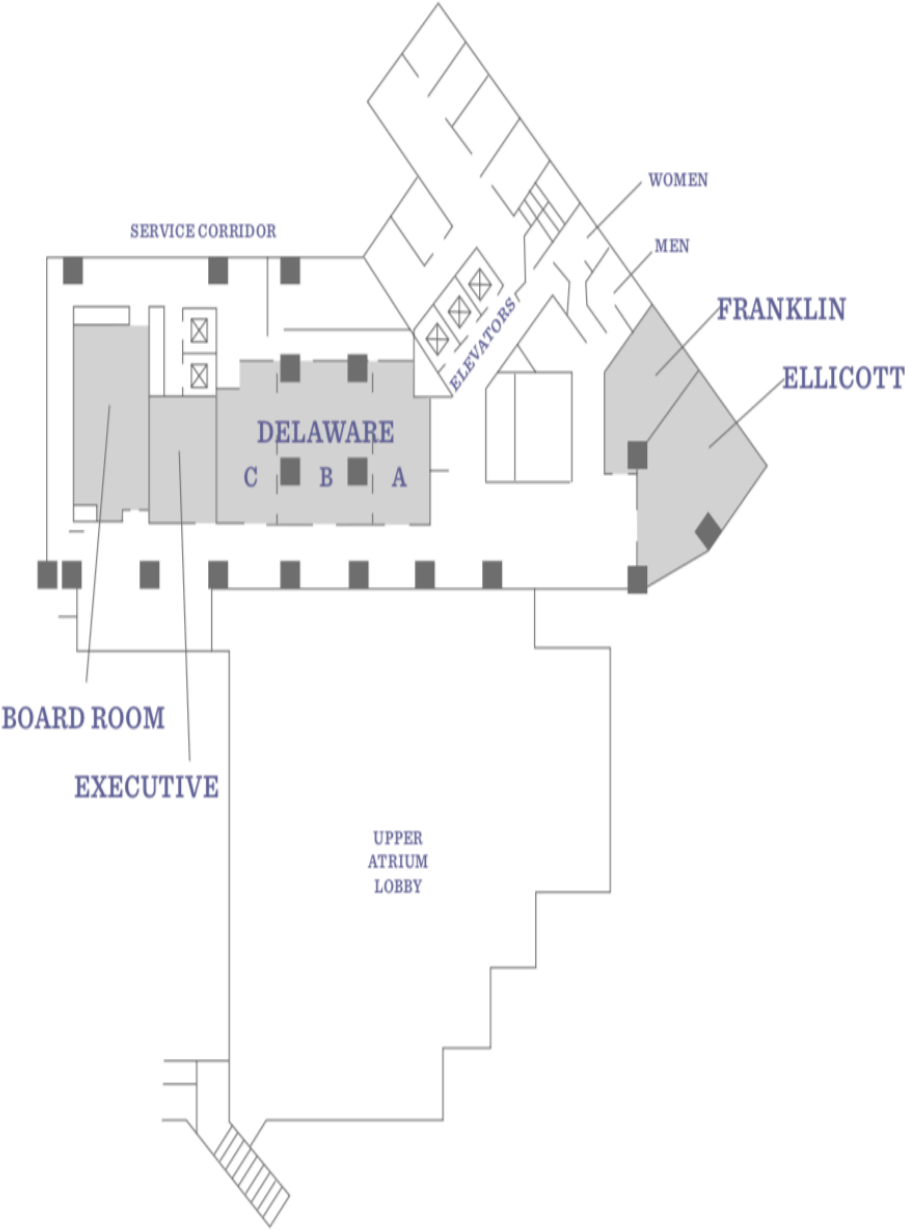 WOMEN
SERVICE CORRIDOR
MEN
FRANKLIN
ELEVATORS
ELLICOTT
DELAWARE
C B A
BOARD ROOM
EXECUTIVE
UPPER
ATRIUM
LOBBY